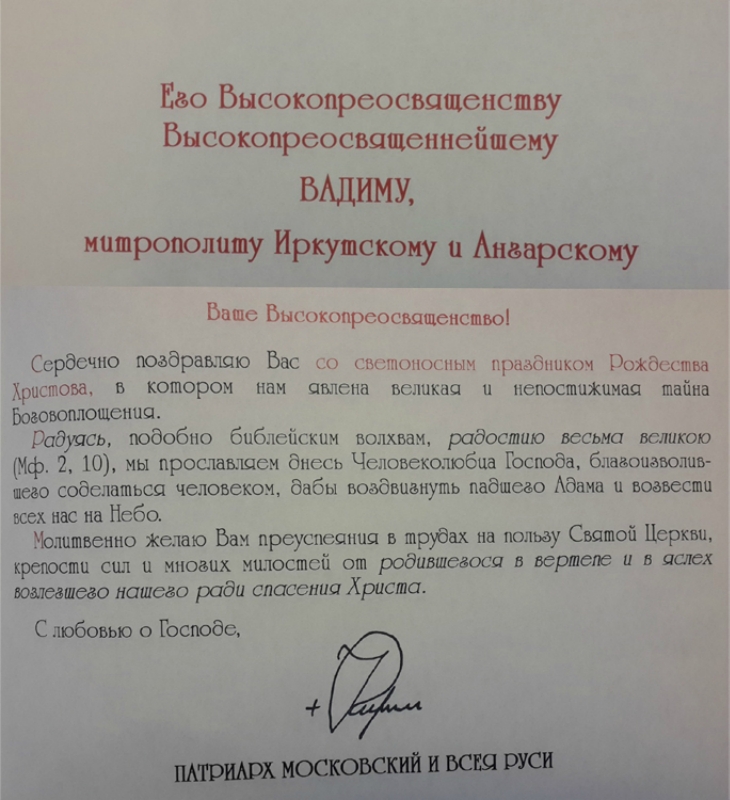 Его Высокопреосвященству
Высокопреосвященнейшему
ВАДИМУ,
митрополиту Иркутскому и Ангарскому
Ваше Высокопреосвященство!
Сердечно поздравляю Вас со светоносным праздником Рождества
Христова, в котором нам явлена великая и непостижимая тайна
Боговоплощения.
Радуясь, подобно библейским волхвам, радостию весьма великою
(Мф. 2, 10), мы прославляем днесь Человеколюбца Господа, благоизволив-
шего соделаться человеком, дабы воздвигнуть падшего Адама и возвести
всех нас на Небо.
Молитвенно желаю Вам преуспеяния в трудах на пользу Святой Церкви,
крепости сил и многих милостей от родившегося в вертепе и в яслех
возлегшего нашего ради спасения Христа.
С любовью о Господе,
+ Кирилл
ПАТРИАРХ МОСКОВСКИЙ И ВСЕЯ РУСИ